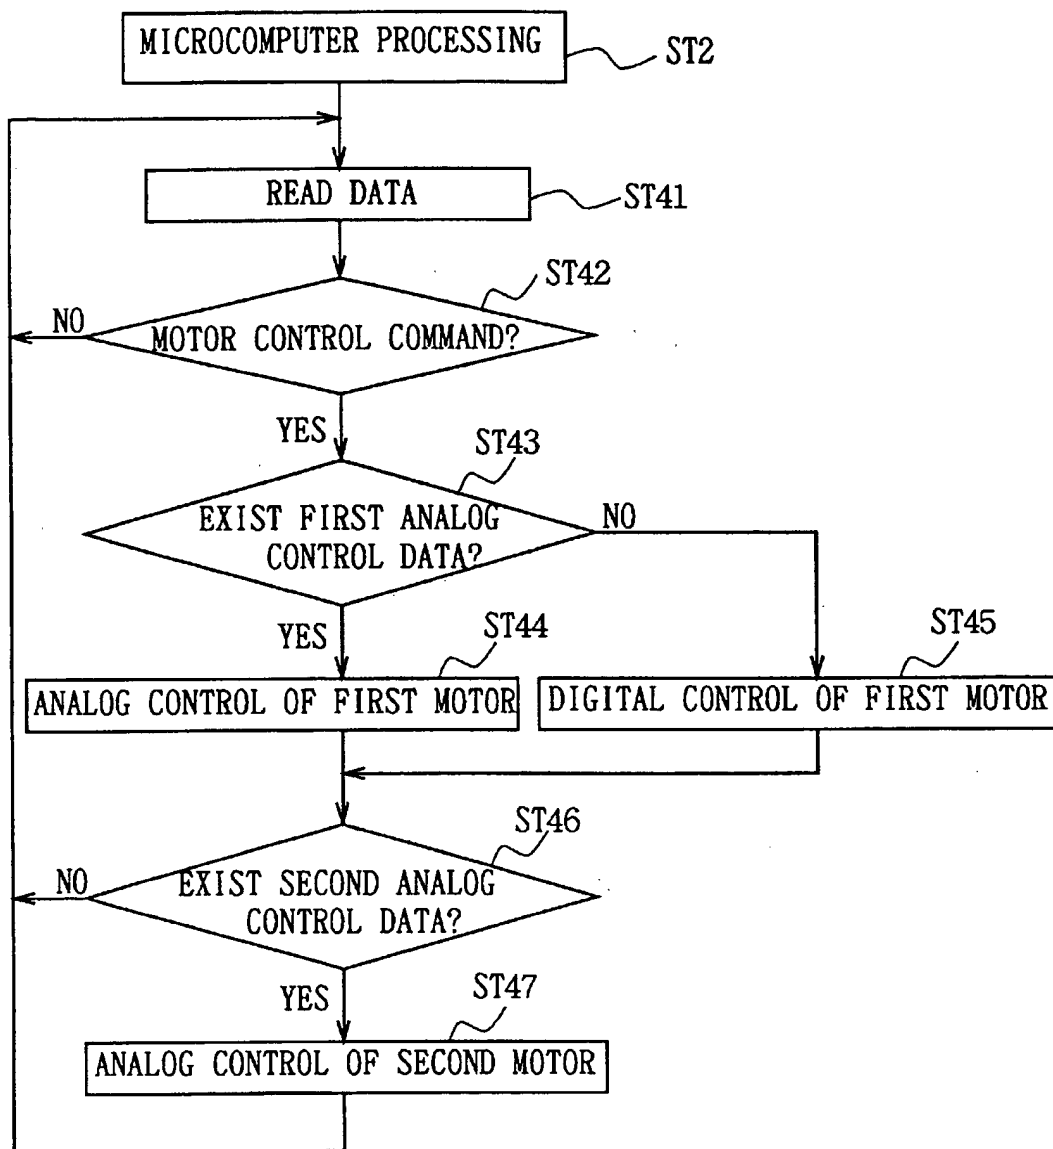 MICROCOMPUTER PROCESSING
ST2
READ DATA
ST41
ST42
NO
MOTOR CONTROL COMMAND?
YES
ST43
EXIST FIRST ANALOG
CONTROL DATA?
NO
YES
ST44
ST45
ANALOG CONTROL OF FIRST MOTOR
DIGITAL CONTROL OF FIRST MOTOR
ST46
NO
EXIST SECOND ANALOG
CONTROL DATA?
YES
ST47
ANALOG CONTROL OF SECOND MOTOR